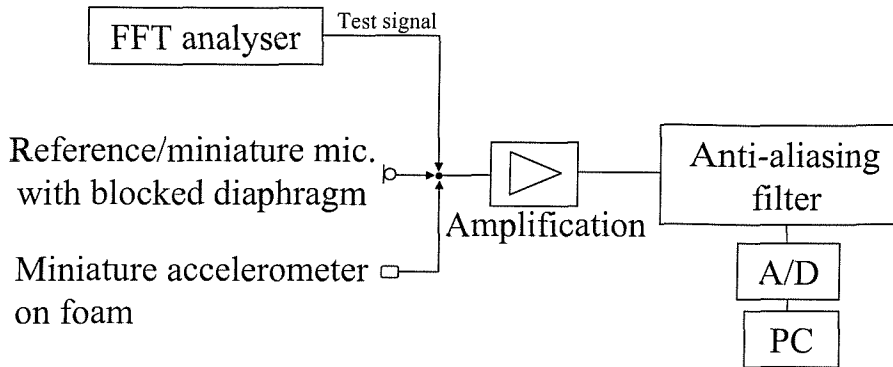 FFT analyser
Test signal
Reference/miniature mic.
with blocked diaphragm
Amplification
Anti-aliasing
filter
Miniature accelerometer
on foam
A/D
PC